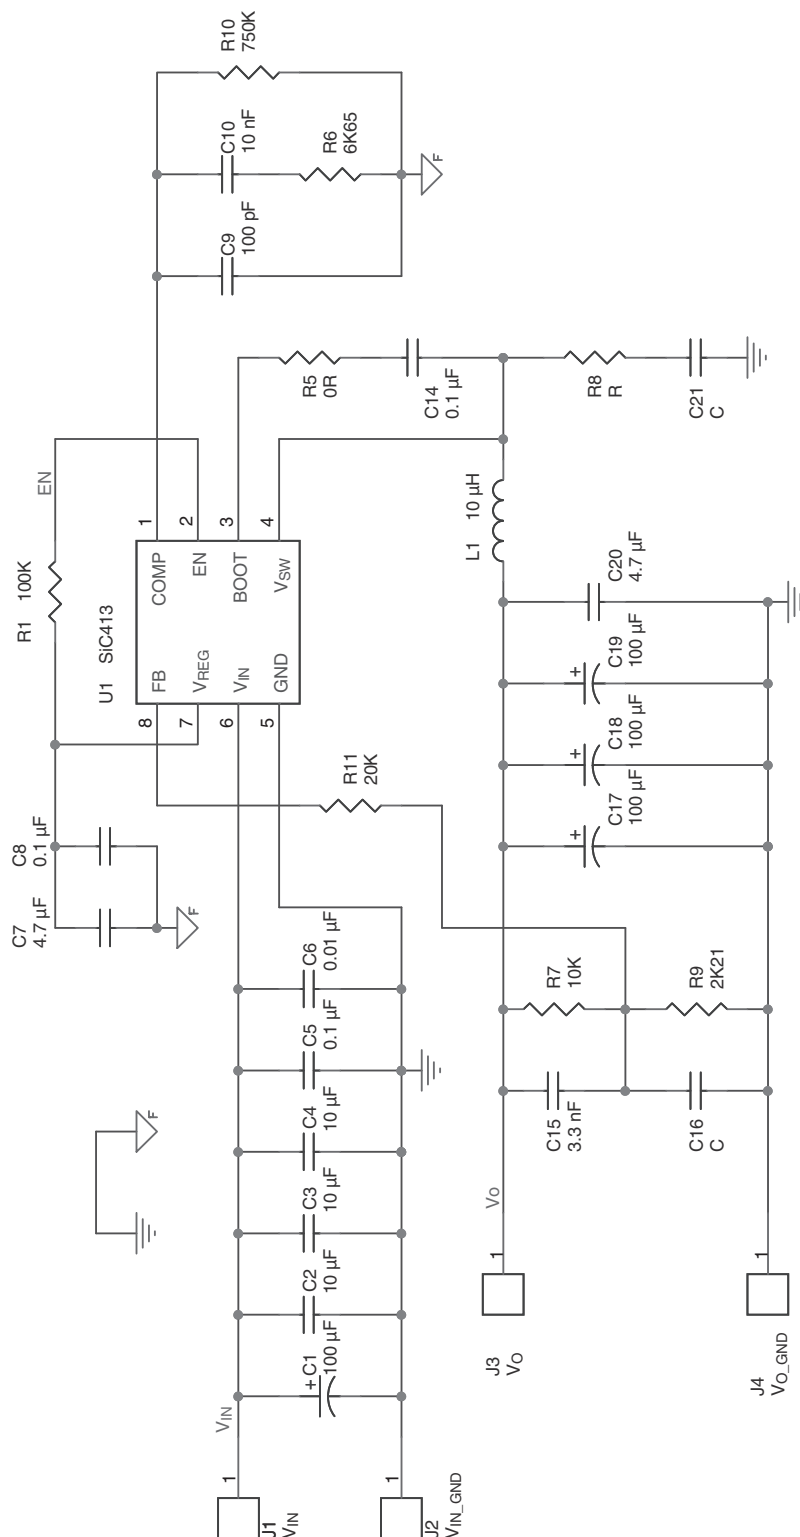 R10
750K
C10
10 nF
R6
6K65
F
C9
100 pF
R5
0R
C14
0.1 µF
R8
R
C21
C
EN
R1 100K
U1 SiC413
1
2
3
4
COMP
EN
BOOT
VSW
FB
VREG
VIN
GND
8
7
6
5
L1 10 µH
C20
4.7 µF
C19
100 µF
+
C18
100 µF
+
C17
100 µF
+
R11
20K
C8
0.1 µF
C7
4.7 µF
F
C6
0.01 µF
C5
0.1 µF
C4
10 µF
C3
10 µF
C2
10 µF
+
C1
100 µF
F
R7
10K
R9
2K21
C15
3.3 nF
C16
C
VO
1
J3
VO
1
J4
VO_GND
VIN
1
J1
VIN
1
J2
VIN_GND